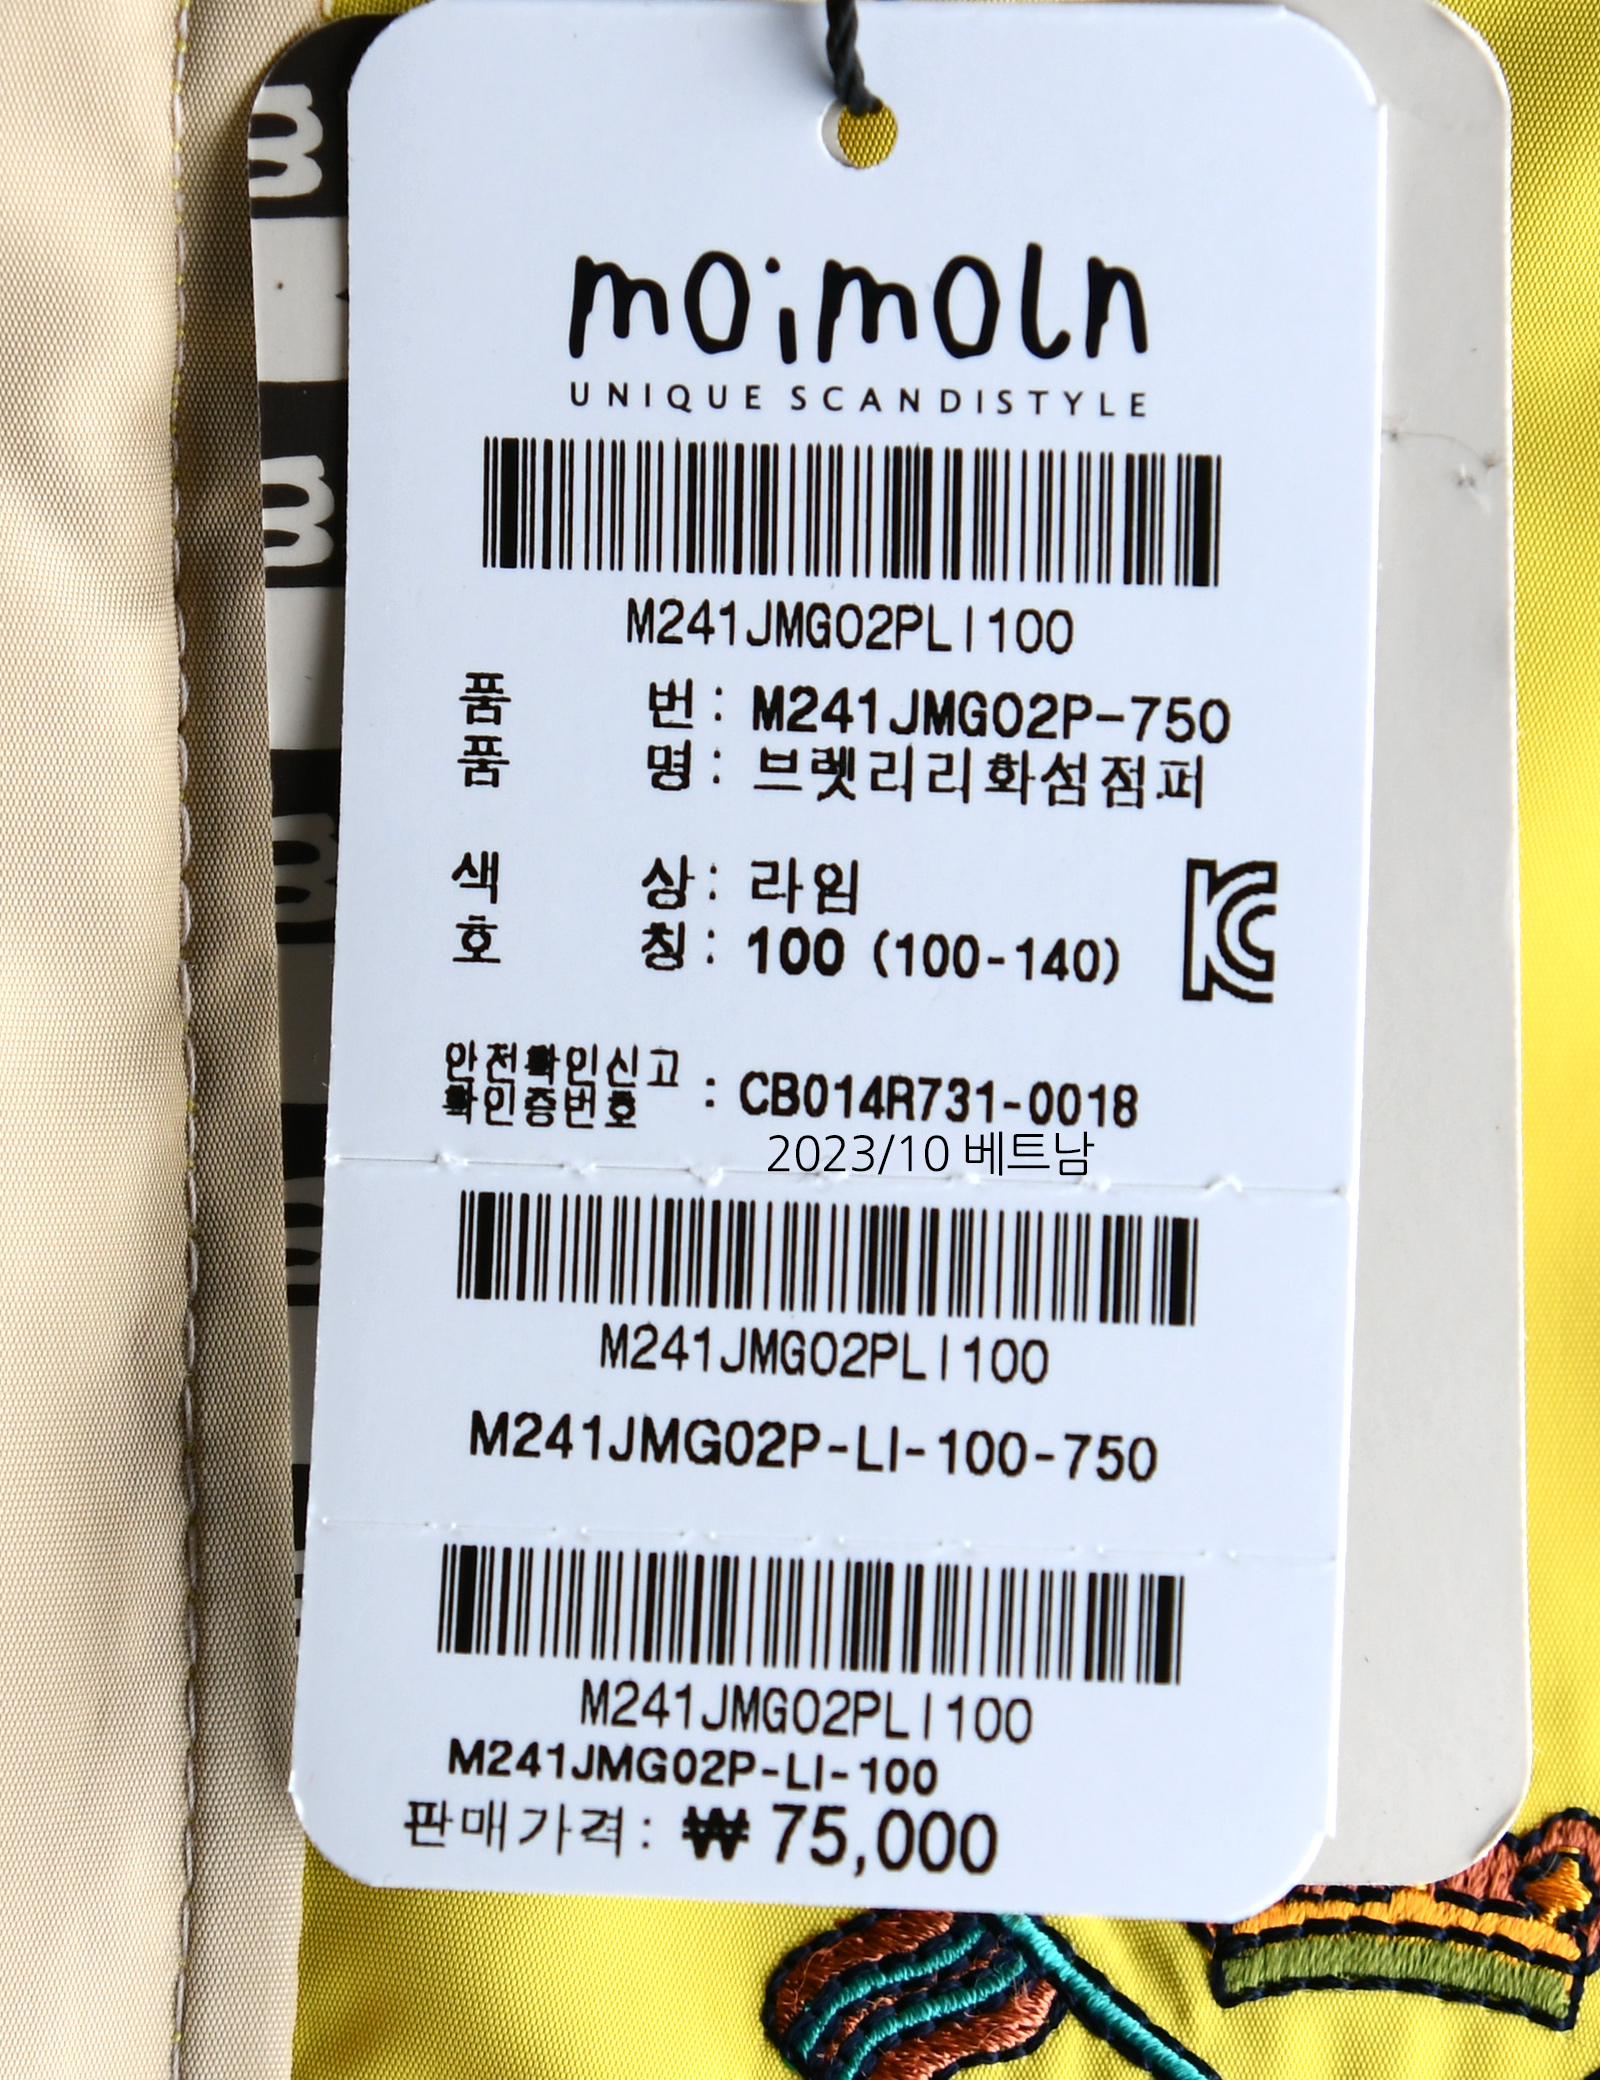 moimoln
UNIQUE SCANDISTYLE
M241JMG02PLI100
품 번 : M241JMG02P-750
품 명 : 브렛리리화섬점퍼
색 상 : 라임
호 칭 : 100 (100-140)
안전확인신고
확인증번호 : CB014R731-0018
2023/10 베트남
M241JMG02PLI100
M241JMG02P-LI-100-750
M241JMG02PLI100
M241JMG02P-LI-100
판매가격: ₩ 75,000